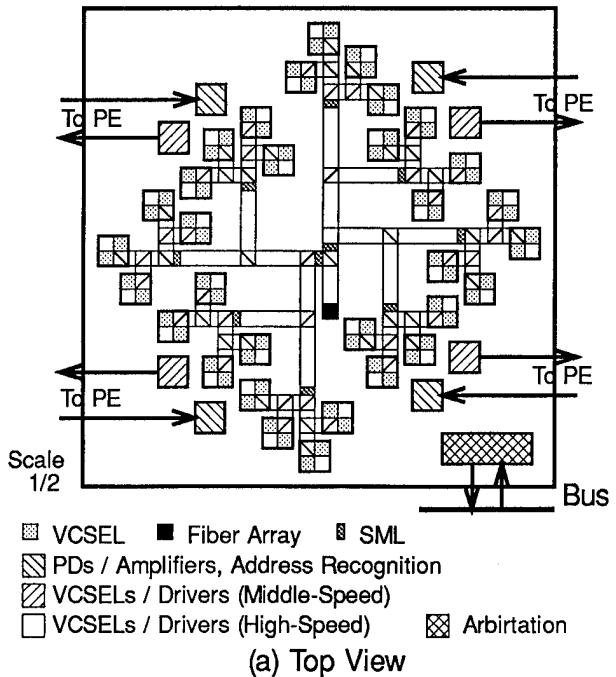 To PE
To PE
To PE
To PE
Scale
1/2
Bus
VCSEL
Fiber Array
SML
PDs / Amplifiers, Address Recognition
VCSELs / Drivers (Middle-Speed)
VCSELs / Drivers (High-Speed)
Arbirtation
(a) Top View